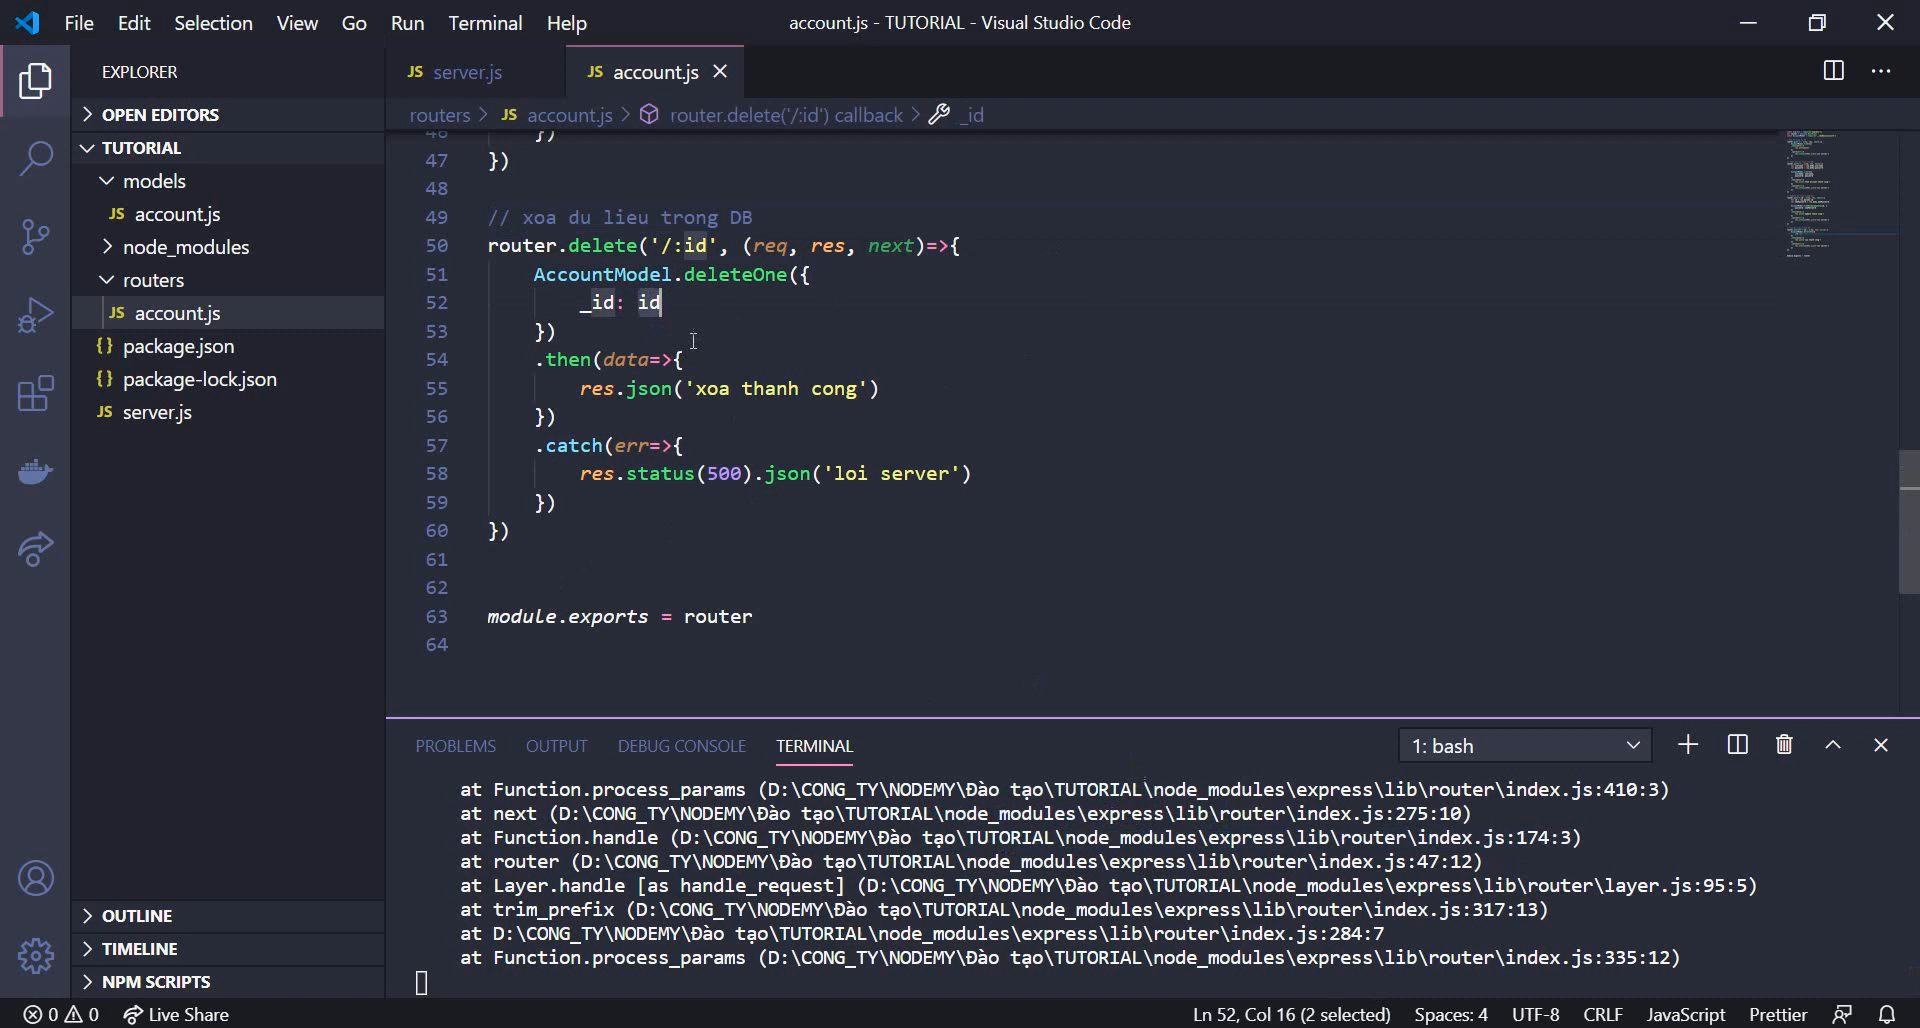 File Edit Selection View Go Run Terminal Help
account.js - TUTORIAL - Visual Studio Code
EXPLORER
OPEN EDITORS
TUTORIAL
models
JS account.js
node_modules
routers
JS account.js
{} package.json
{} package-lock.json
JS server.js
OUTLINE
TIMELINE
NPM SCRIPTS
JS server.js
JS account.js
routers > JS account.js > router.delete('/:id') callback > _id
46 })
47 })
48
49 // xoa du lieu trong DB
50 router.delete('/:id', (req, res, next)=>{
51 AccountModel.deleteOne({
52 _id: id
53 })
54 .then(data=>{
55 res.json('xoa thanh cong')
56 })
57 .catch(err=>{
58 res.status(500).json('loi server')
59 })
60 })
61
62
63 module.exports = router
64
PROBLEMS OUTPUT DEBUG CONSOLE TERMINAL
1: bash
at Function.process_params (D:\CONG_TY\NODEMY\Đào tạo\TUTORIAL\node_modules\express\lib\router\index.js:410:3)
at next (D:\CONG_TY\NODEMY\Đào tạo\TUTORIAL\node_modules\express\lib\router\index.js:275:10)
at Function.handle (D:\CONG_TY\NODEMY\Đào tạo\TUTORIAL\node_modules\express\lib\router\index.js:174:3)
at router (D:\CONG_TY\NODEMY\Đào tạo\TUTORIAL\node_modules\express\lib\router\index.js:47:12)
at Layer.handle [as handle_request] (D:\CONG_TY\NODEMY\Đào tạo\TUTORIAL\node_modules\express\lib\router\layer.js:95:5)
at trim_prefix (D:\CONG_TY\NODEMY\Đào tạo\TUTORIAL\node_modules\express\lib\router\index.js:317:13)
at D:\CONG_TY\NODEMY\Đào tạo\TUTORIAL\node_modules\express\lib\router\index.js:284:7
at Function.process_params (D:\CONG_TY\NODEMY\Đào tạo\TUTORIAL\node_modules\express\lib\router\index.js:335:12)
0 0 Live Share
Ln 52, Col 16 (2 selected) Spaces: 4 UTF-8 CRLF JavaScript Prettier